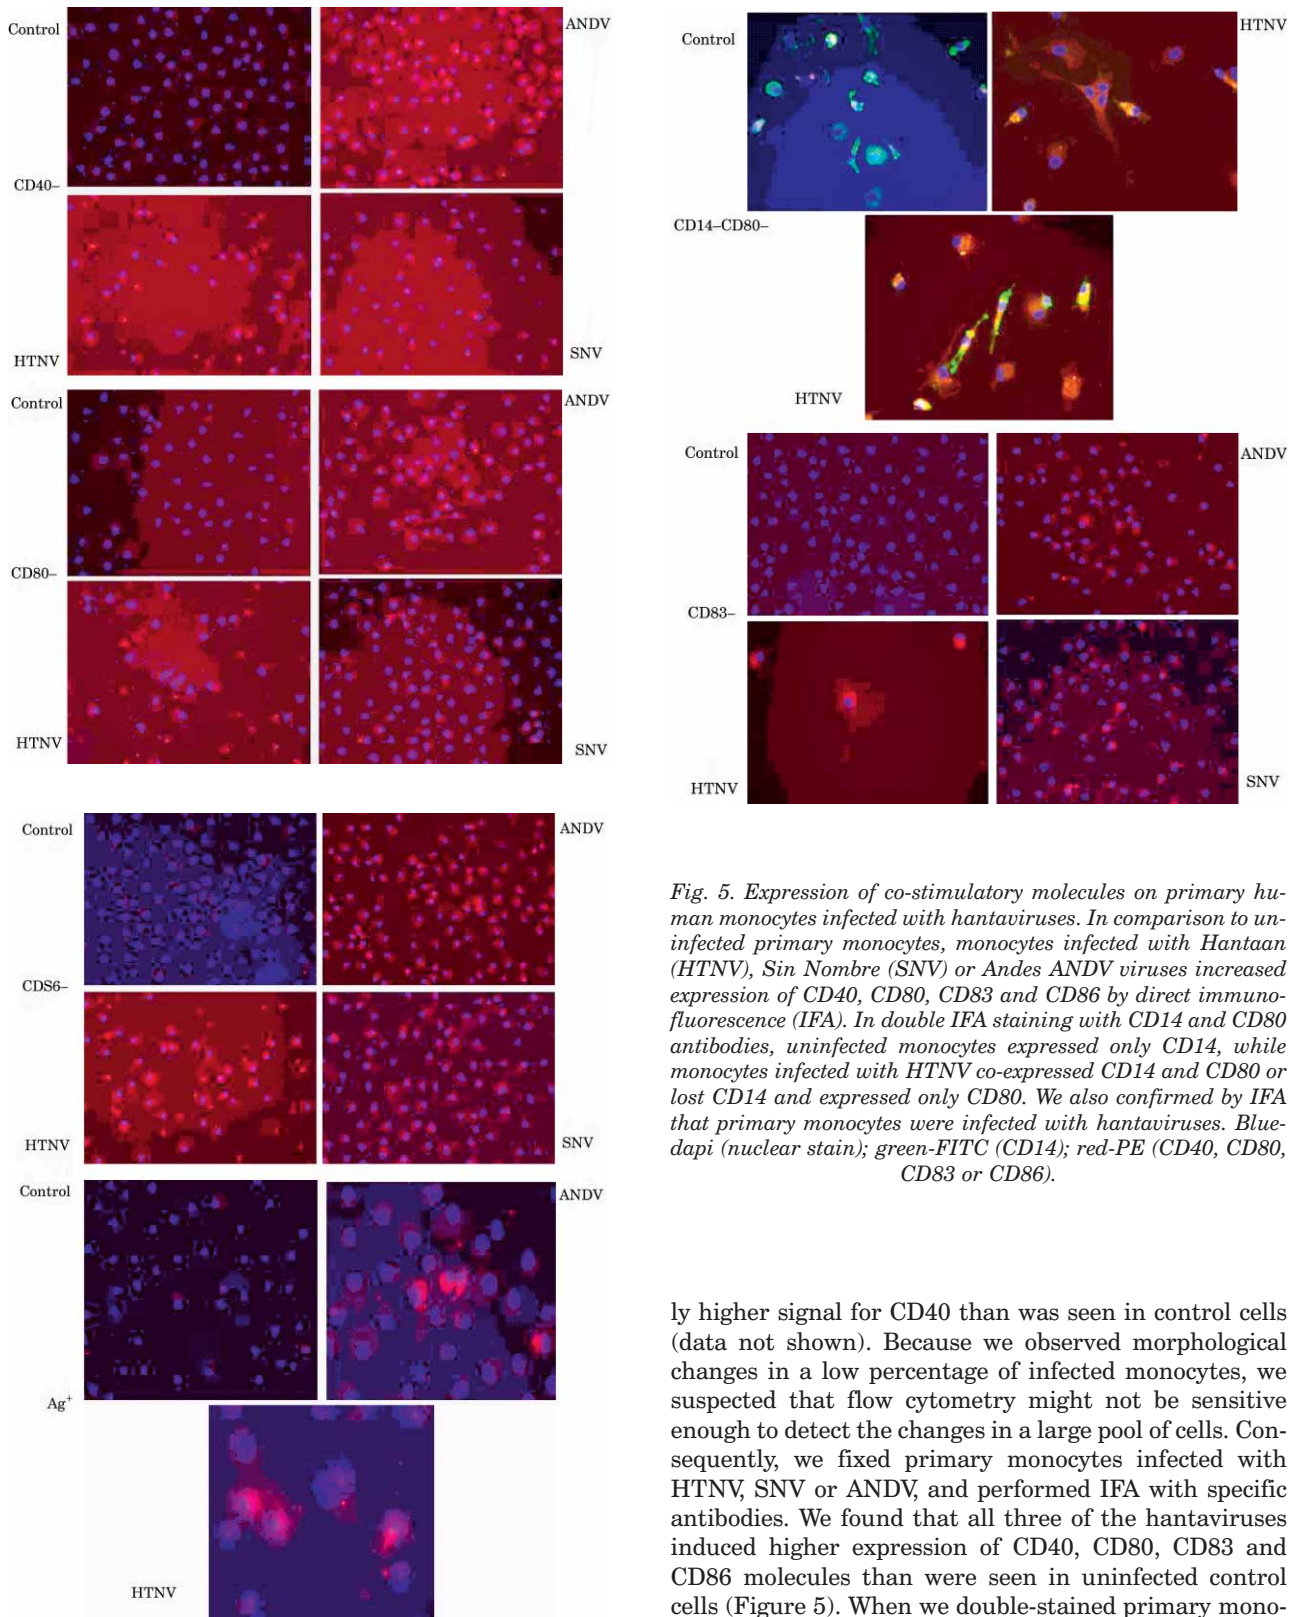 Control
ANDV
CD40–
HTNV
SNV
Control
ANDV
CD80–
HTNV
SNV
Control
ANDV
CDS6–
HTNV
SNV
Control
ANDV
Ag+
HTNV
Control
HTNV
CD14–CD80–
HTNV
Control
ANDV
CD83–
HTNV
SNV
Fig. 5. Expression of co-stimulatory molecules on primary hu-
man monocytes infected with hantaviruses. In comparison to un-
infected primary monocytes, monocytes infected with Hantaan
(HTNV), Sin Nombre (SNV) or Andes ANDV viruses increased
expression of CD40, CD80, CD83 and CD86 by direct immuno-
fluorescence (IFA). In double IFA staining with CD14 and CD80
antibodies, uninfected monocytes expressed only CD14, while
monocytes infected with HTNV co-expressed CD14 and CD80 or
lost CD14 and expressed only CD80. We also confirmed by IFA
that primary monocytes were infected with hantaviruses. Blue-
dapi (nuclear stain); green-FITC (CD14); red-PE (CD40, CD80,
CD83 or CD86).
ly higher signal for CD40 than was seen in control cells
(data not shown). Because we observed morphological
changes in a low percentage of infected monocytes, we
suspected that flow cytometry might not be sensitive
enough to detect the changes in a large pool of cells. Con-
sequently, we fixed primary monocytes infected with
HTNV, SNV or ANDV, and performed IFA with specific
antibodies. We found that all three of the hantaviruses
induced higher expression of CD40, CD80, CD83 and
CD86 molecules than were seen in uninfected control
cells (Figure 5). When we double-stained primary mono-